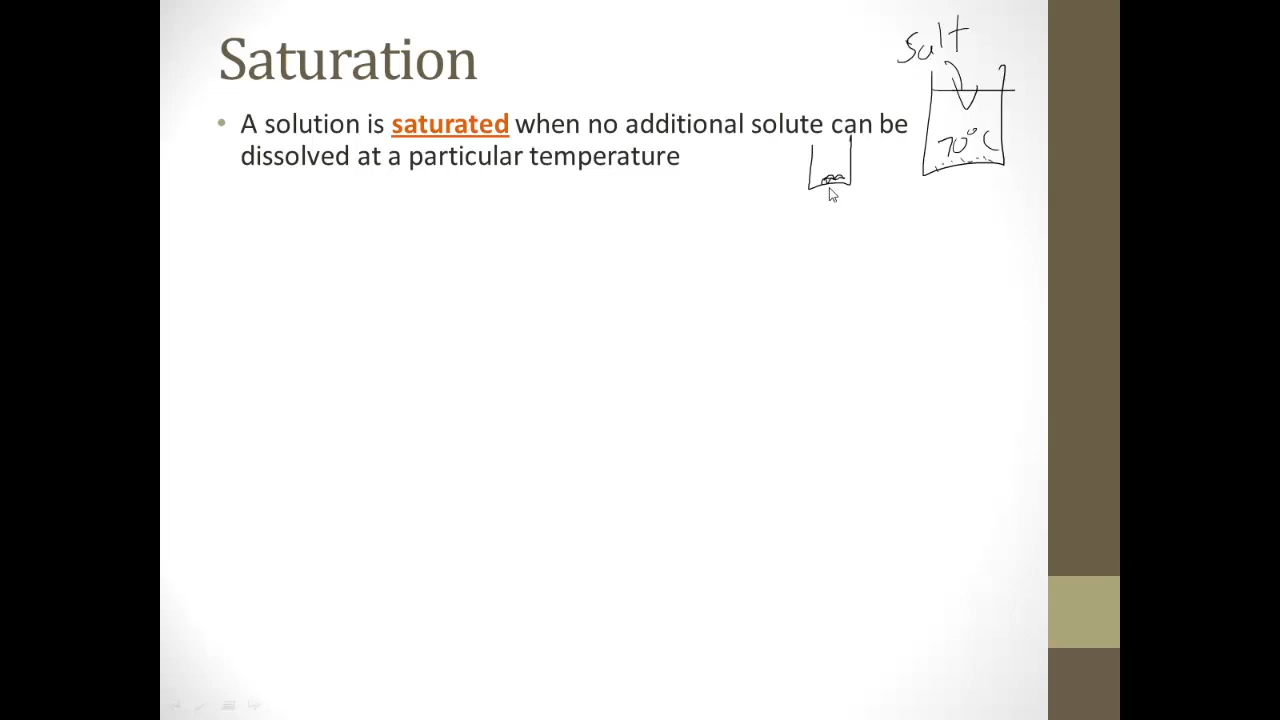 Saturation
Salt
• A solution is saturated when no additional solute can be
dissolved at a particular temperature
70°C